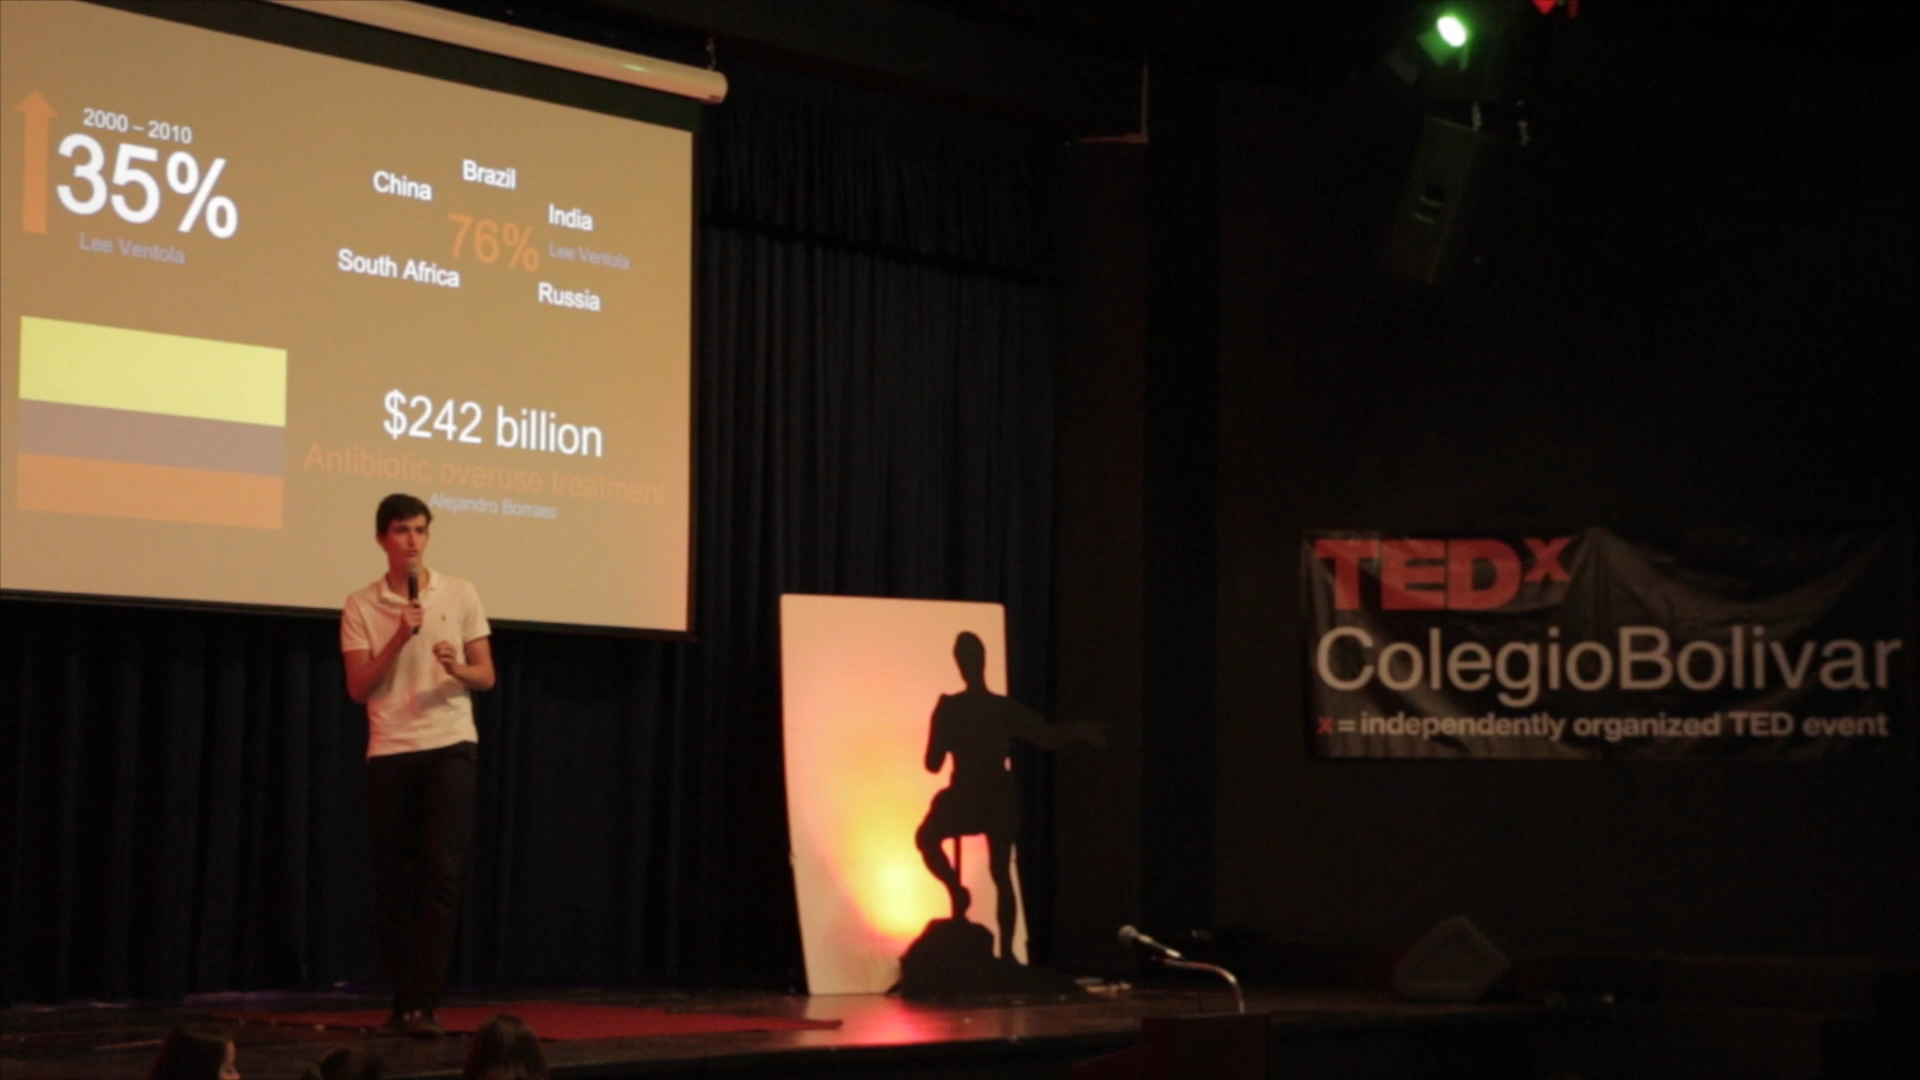 2000 – 2010
35%
Lee Ventola
Brazil
China
India
76%
Lee Ventola
South Africa
Russia
$242 billion
Antibiotic overuse treatment
Alejandro Borraes
TEDx
ColegioBolivar
x = independently organized TED event